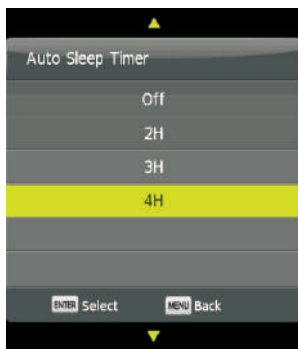 Auto Sleep Timer
Off
2H
3H
4H
ENTER Select MENU Back